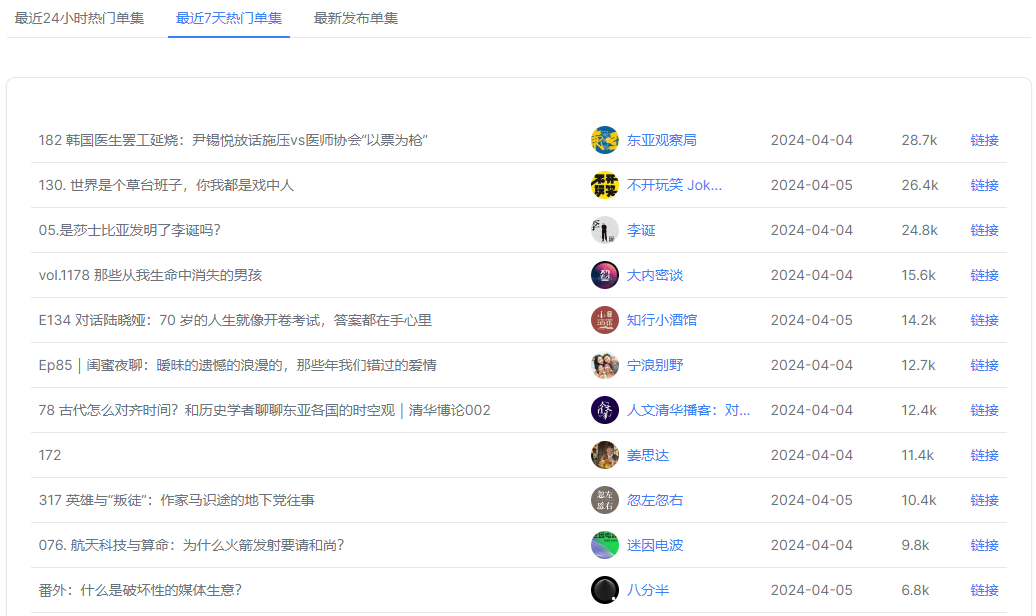 最近24小时热门单集 最近7天热门单集 最新发布单集
182 韩国医生罢工延烧：尹锡悦放话施压vs医师协会“以票为枪” 东亚观察局 2024-04-04 28.7k 链接
130. 世界是个草台班子，你我都是戏中人 不开玩笑 不开玩笑 Jok... 2024-04-05 26.4k 链接
05.是莎士比亚发明了李诞吗？ 李诞 2024-04-04 24.8k 链接
vol.1178 那些从我生命中消失的男孩 大内密谈 2024-04-04 15.6k 链接
E134 对话陆晓娅：70 岁的人生就像开卷考试，答案都在手心里 知行小酒馆 2024-04-05 14.2k 链接
Ep85 | 闺蜜夜聊：暧昧的遗憾的浪漫的，那些年我们错过的爱情 宁浪别野 2024-04-04 12.7k 链接
78 古代怎么对齐时间？和历史学者聊聊东亚各国的时空观 | 清华博论002 人文清华播客：对... 2024-04-04 12.4k 链接
172 姜思达 2024-04-04 11.4k 链接
317 英雄与“叛徒”：作家马识途的地下党往事 忽左忽右 忽左忽右 2024-04-05 10.4k 链接
076. 航天科技与算命：为什么火箭发射要请和尚？ 迷因电波 2024-04-04 9.8k 链接
番外：什么是破坏性的媒体生意？ 八分半 2024-04-05 6.8k 链接